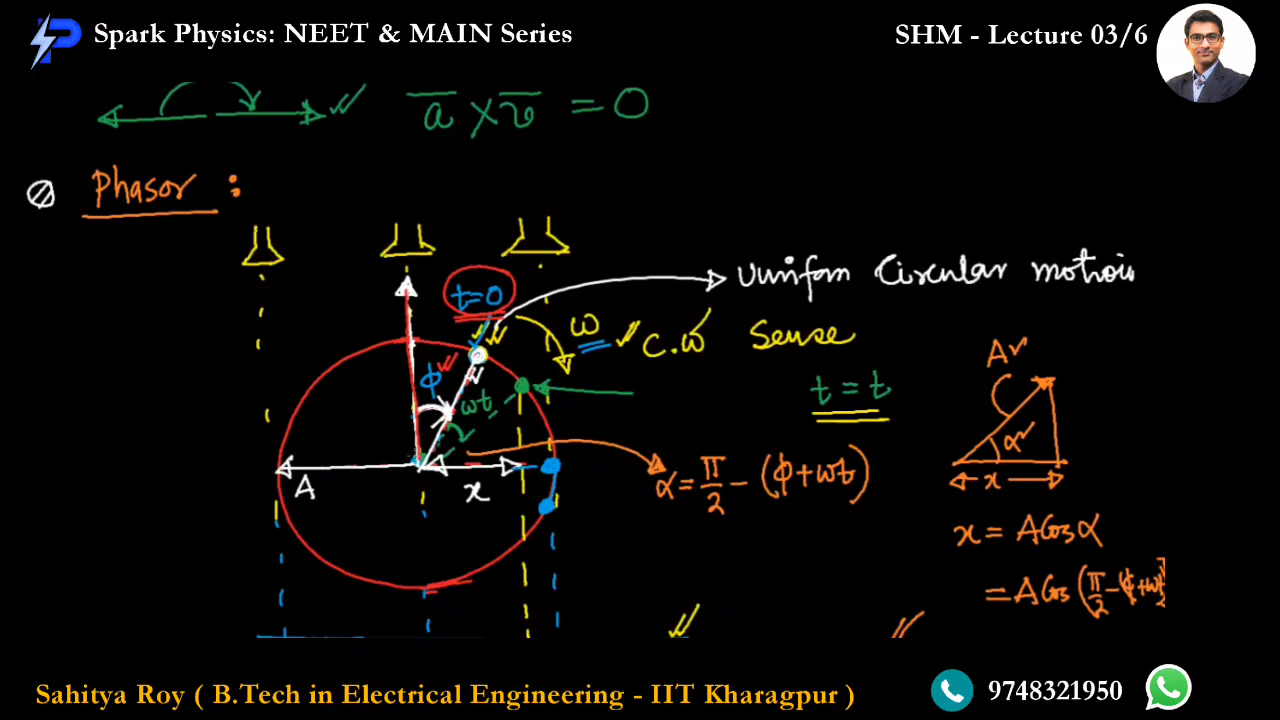 Spark Physics: NEET & MAIN Series
SHM - Lecture 03/6
a × v = 0
Phasor :
t=0
Uniform Circular motion
ω C.W Sense
ϕ
ωt
t = t
A
x
α = π/2 - (ϕ+ωt)
A
α
x
x = A Cos α
= A Cos (π/2 - (ϕ+ωt)
Sahitya Roy ( B.Tech in Electrical Engineering - IIT Kharagpur )
9748321950